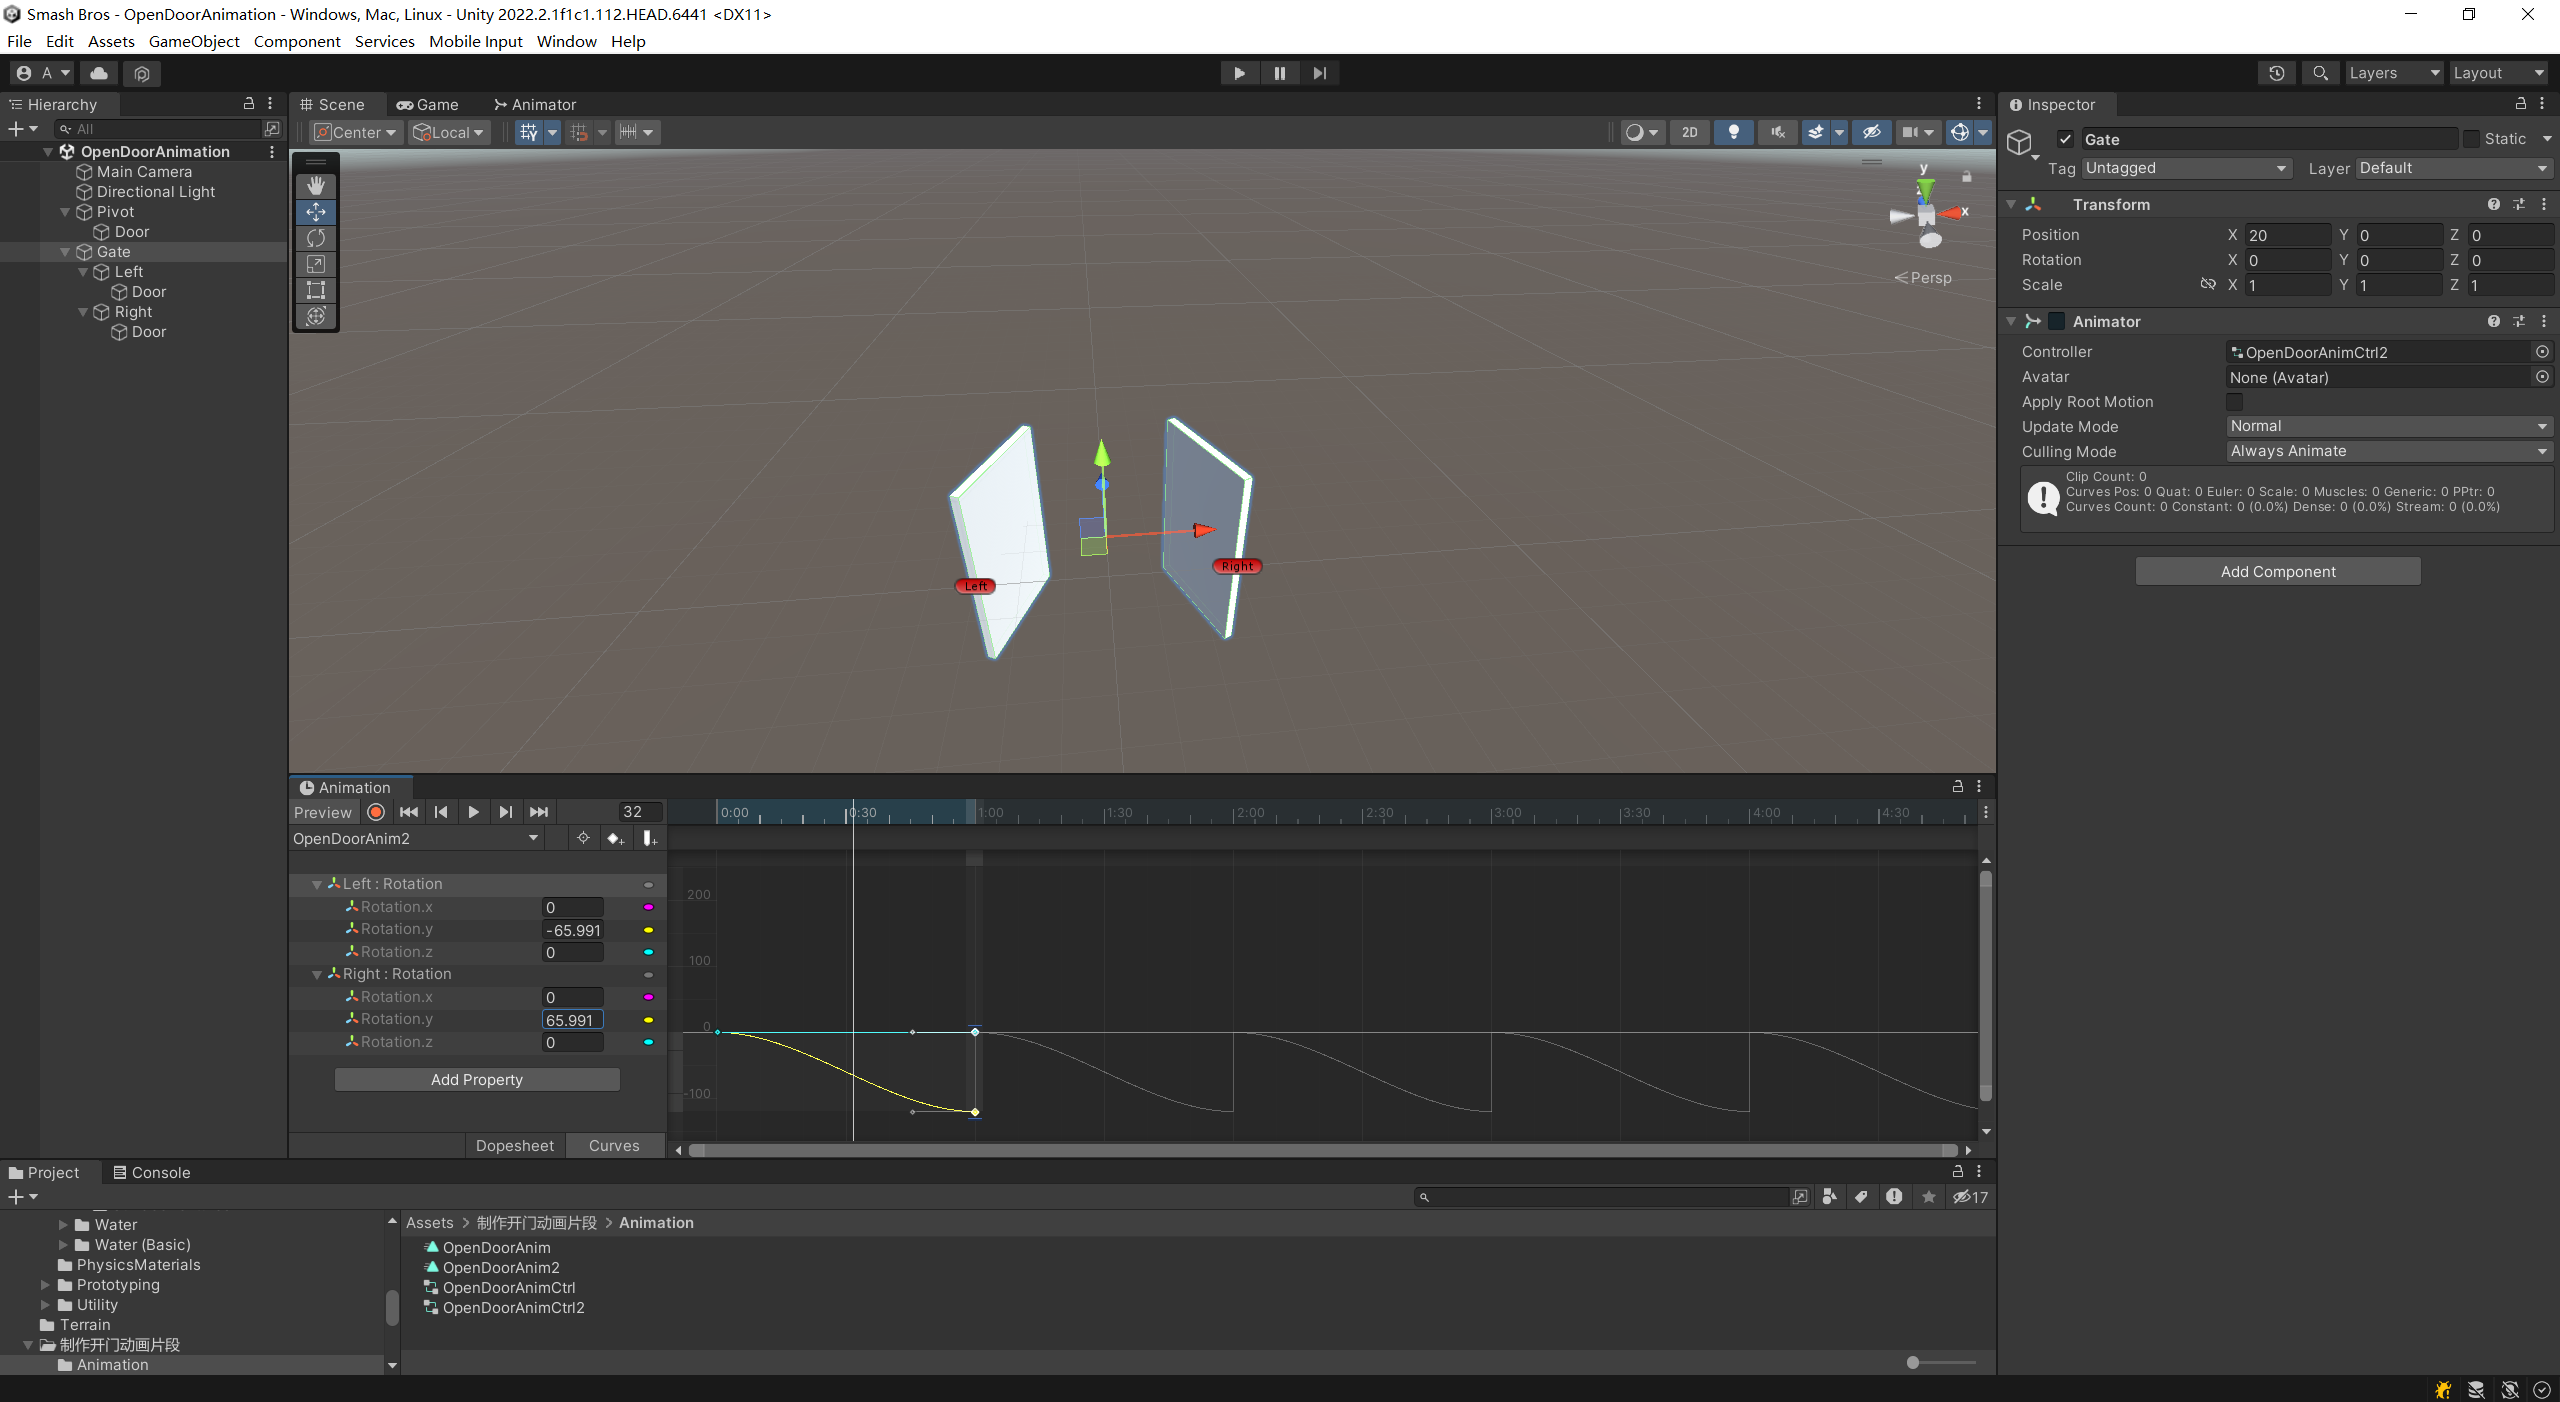 Smash Bros - OpenDoorAnimation - Windows, Mac, Linux - Unity 2022.2.1f1c1.112.HEAD.6441 <DX11>
File Edit Assets GameObject Component Services Mobile Input Window Help
A
Layers Layout
Hierarchy
All
OpenDoorAnimation
Main Camera
Directional Light
Pivot
Door
Gate
Left
Door
Right
Door
Scene Game Animator
Center Local
2D
y
x
Persp
Left
Right
Inspector
Gate Static
Tag Untagged Layer Default
Transform
Position X 20 Y 0 Z 0
Rotation X 0 Y 0 Z 0
Scale X 1 Y 1 Z 1
Animator
Controller OpenDoorAnimCtrl2
Avatar None (Avatar)
Apply Root Motion
Update Mode Normal
Culling Mode Always Animate
Clip Count: 0
Curves Pos: 0 Quat: 0 Euler: 0 Scale: 0 Muscles: 0 Generic: 0 PPtr: 0
Curves Count: 0 Constant: 0 (0.0%) Dense: 0 (0.0%) Stream: 0 (0.0%)
Add Component
Animation
Preview 32
OpenDoorAnim2
Left : Rotation
Rotation.x 0
Rotation.y -65.991
Rotation.z 0
Right : Rotation
Rotation.x 0
Rotation.y 65.991
Rotation.z 0
Add Property
Dopesheet Curves
0:00 0:30 1:00 1:30 2:00 2:30 3:00 3:30 4:00 4:30
200
100
0
-100
Project Console
17
Water
Water (Basic)
PhysicsMaterials
Prototyping
Utility
Terrain
制作开门动画片段
Animation
Assets > 制作开门动画片段 > Animation
OpenDoorAnim
OpenDoorAnim2
OpenDoorAnimCtrl
OpenDoorAnimCtrl2